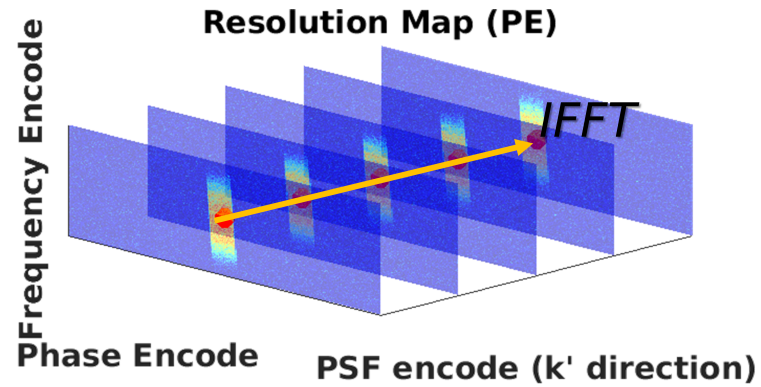 Resolution Map (PE)
Frequency Encode
IFFT
Phase Encode
PSF encode (k' direction)